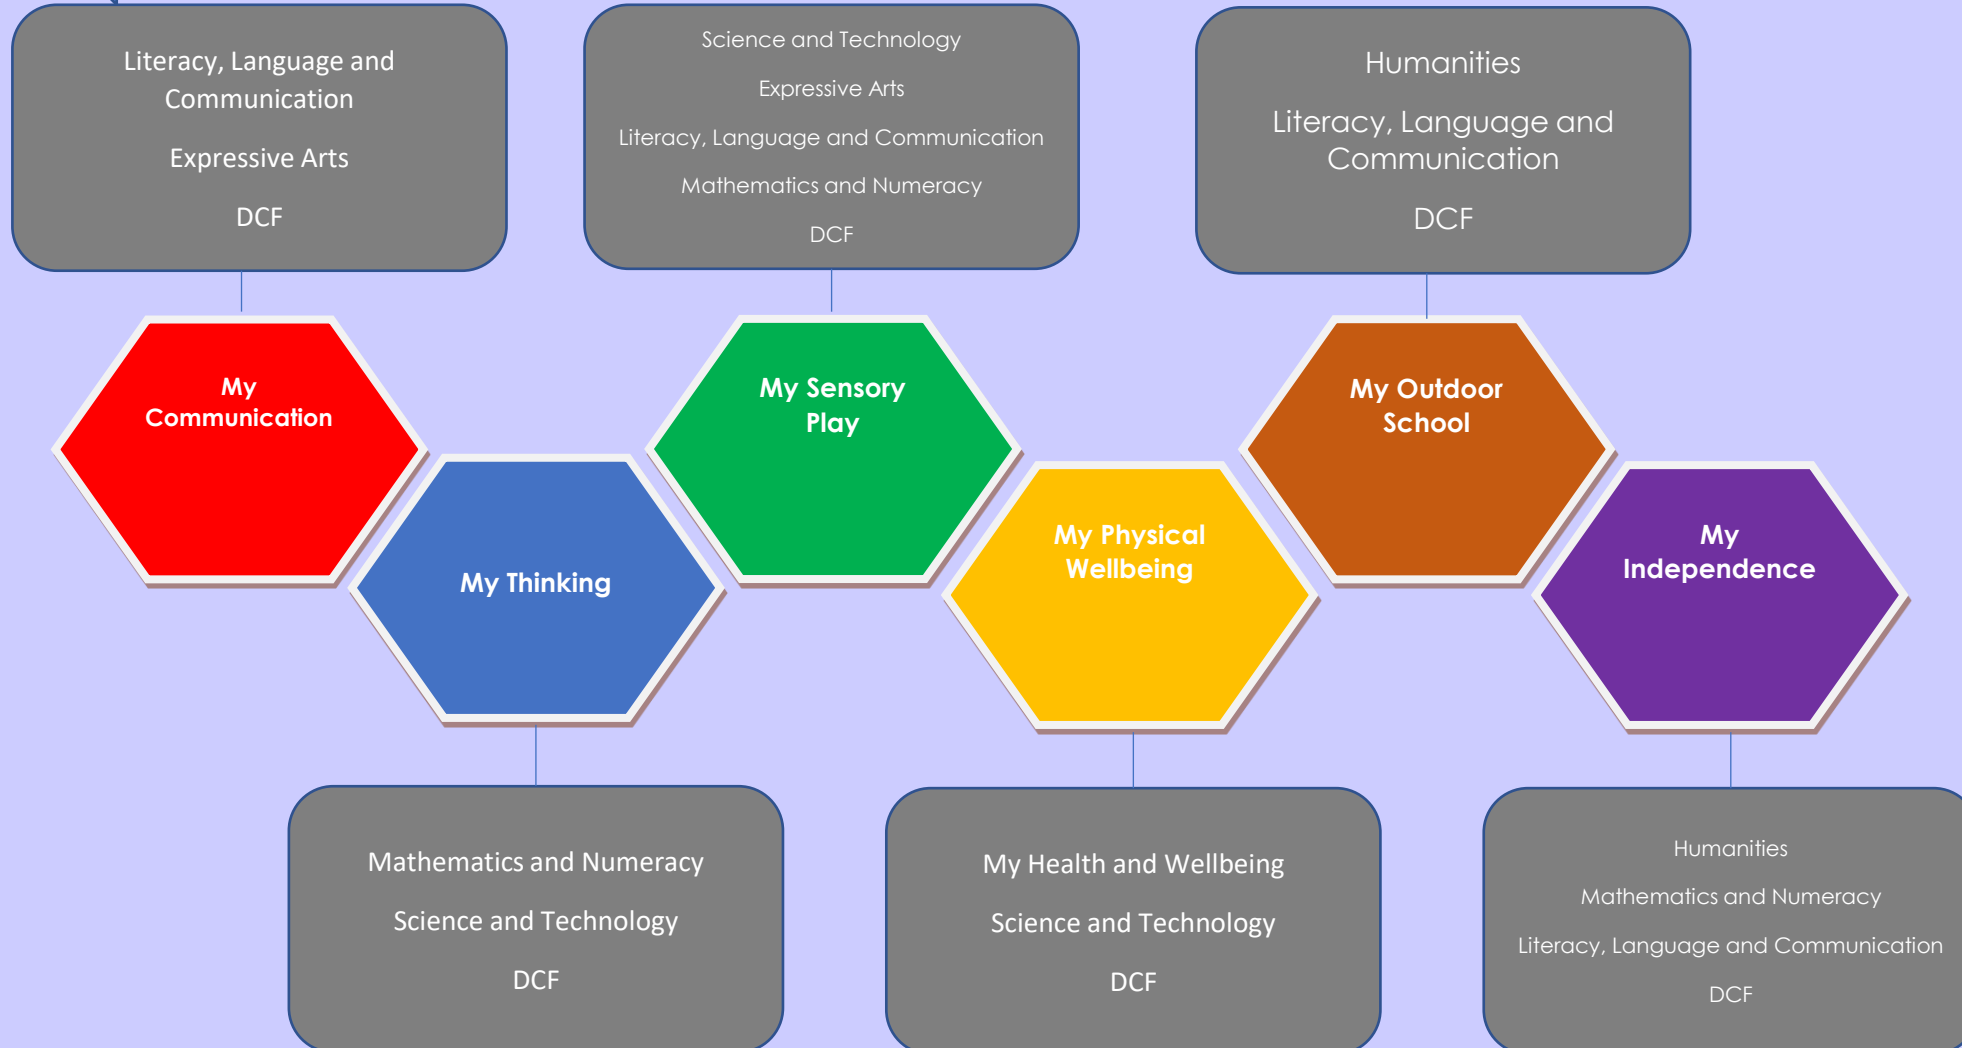 Literacy, Language and
Communication
Expressive Arts
DCF
Science and Technology
Expressive Arts
Literacy, Language and Communication
Mathematics and Numeracy
DCF
Humanities
Literacy, Language and
Communication
DCF
My
Communication
My Thinking
My Sensory
Play
My Physical
Wellbeing
My Outdoor
School
My
Independence
Mathematics and Numeracy
Science and Technology
DCF
My Health and Wellbeing
Science and Technology
DCF
Humanities
Mathematics and Numeracy
Literacy, Language and Communication
DCF